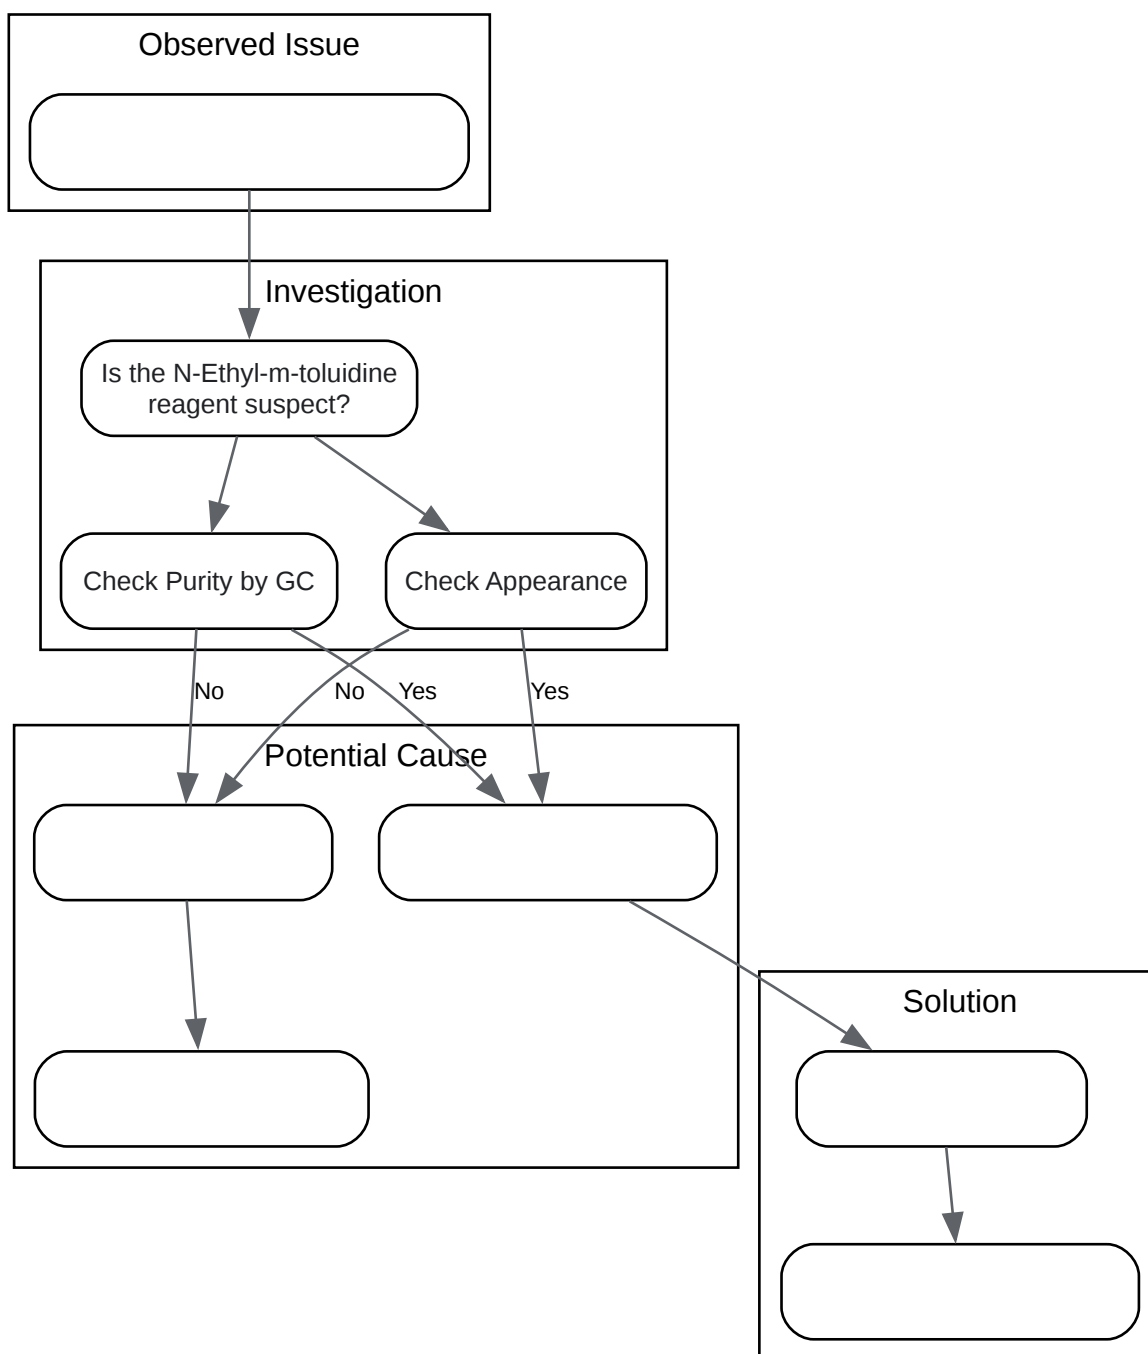 Observed Issue
Investigation
Is the N-Ethyl-m-toluidine
reagent suspect?
Check Purity by GC
Check Appearance
No
No
Yes
Yes
Potential Cause
Solution